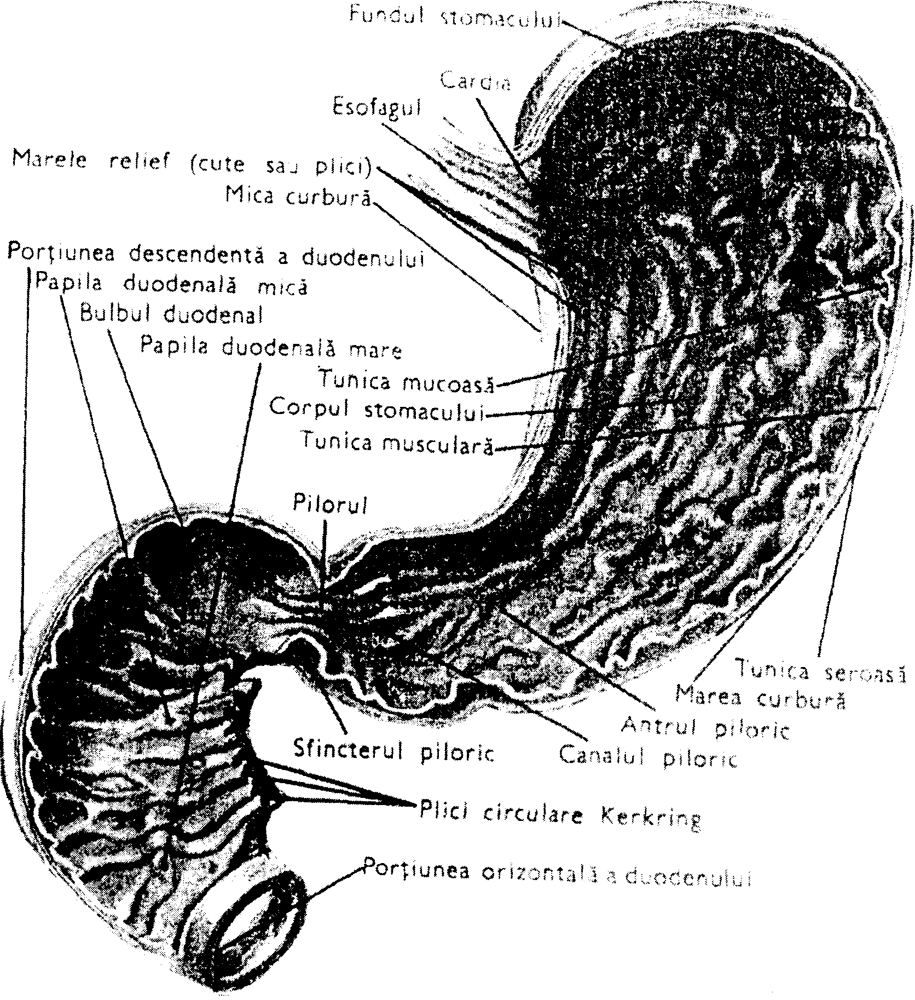 Fundul stomacului
Cardia
Esofagul
Marele relief (cute sau plici)
Mica curbură
Porţiunea descendentă a duodenului
Papila duodenală mică
Bulbul duodenal
Papila duodenală mare
Tunica mucoasă
Corpul stomacului
Tunica musculară
Pilorul
Tunica seroasă
Marea curbură
Antrul piloric
Canalul piloric
Sfincterul piloric
Plici circulare Kerkring
Porţiunea orizontală a duodenului